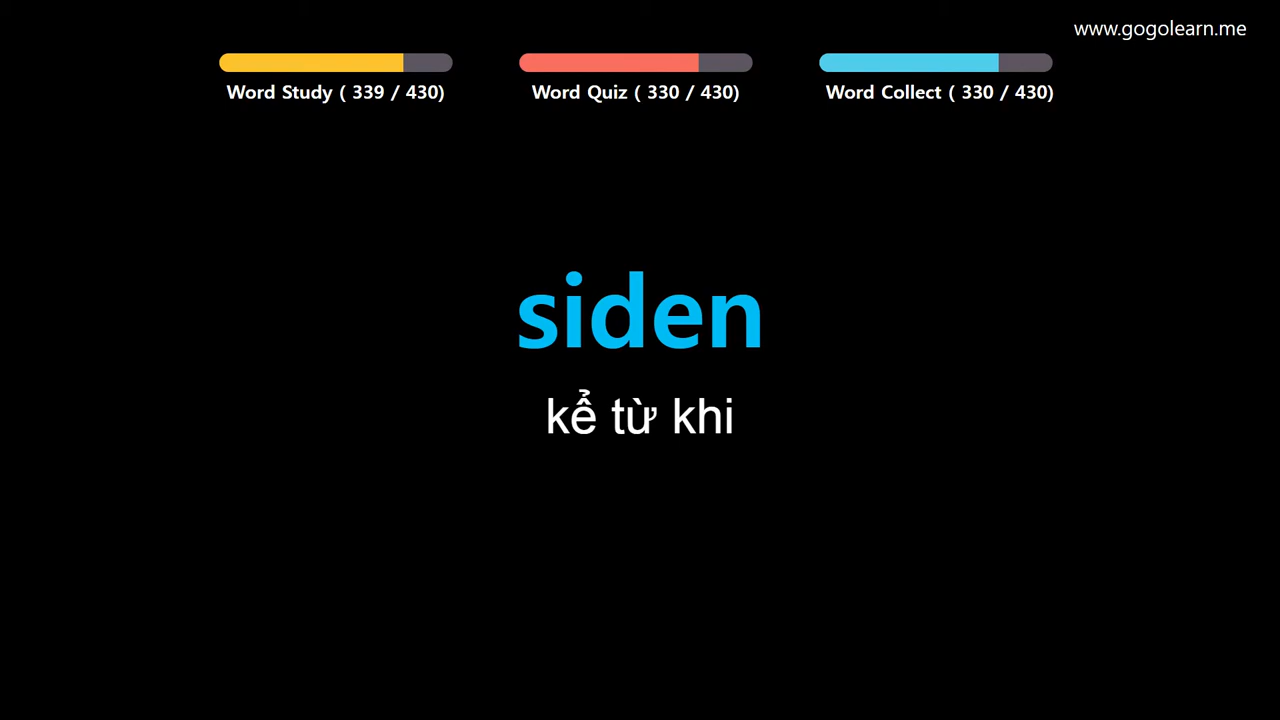 www.gogolearn.me
Word Study ( 339 / 430)
Word Quiz ( 330 / 430)
Word Collect ( 330 / 430)
siden
kể từ khi